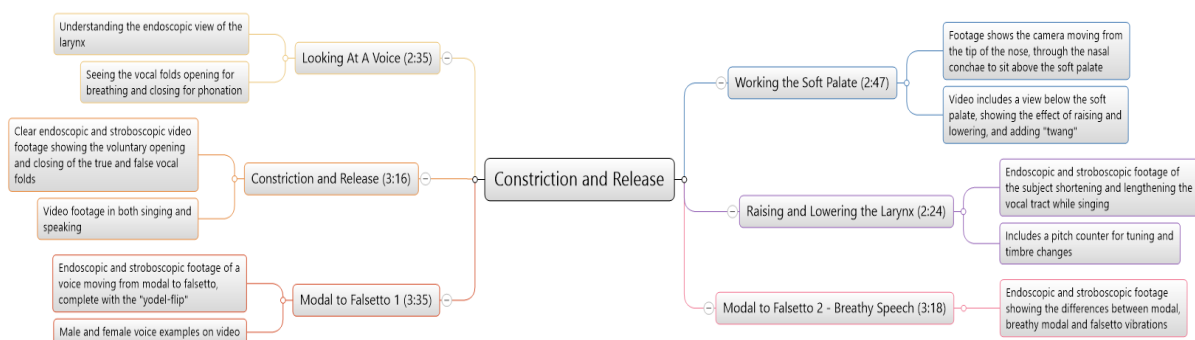 Constriction and Release
Looking At A Voice (2:35)
Understanding the endoscopic view of the
larynx
Seeing the vocal folds opening for
breathing and closing for phonation
Constriction and Release (3:16)
Clear endoscopic and stroboscopic video
footage showing the voluntary opening
and closing of the true and false vocal
folds
Video footage in both singing and
speaking
Modal to Falsetto 1 (3:35)
Endoscopic and stroboscopic footage of a
voice moving from modal to falsetto,
complete with the "yodel-flip"
Male and female voice examples on video
Working the Soft Palate (2:47)
Footage shows the camera moving from
the tip of the nose, through the nasal
conchae to sit above the soft palate
Video includes a view below the soft
palate, showing the effect of raising and
lowering, and adding "twang"
Raising and Lowering the Larynx (2:24)
Endoscopic and stroboscopic footage of
the subject shortening and lengthening the
vocal tract while singing
Includes a pitch counter for tuning and
timbre changes
Modal to Falsetto 2 - Breathy Speech (3:18)
Endoscopic and stroboscopic footage
showing the differences between modal,
breathy modal and falsetto vibrations